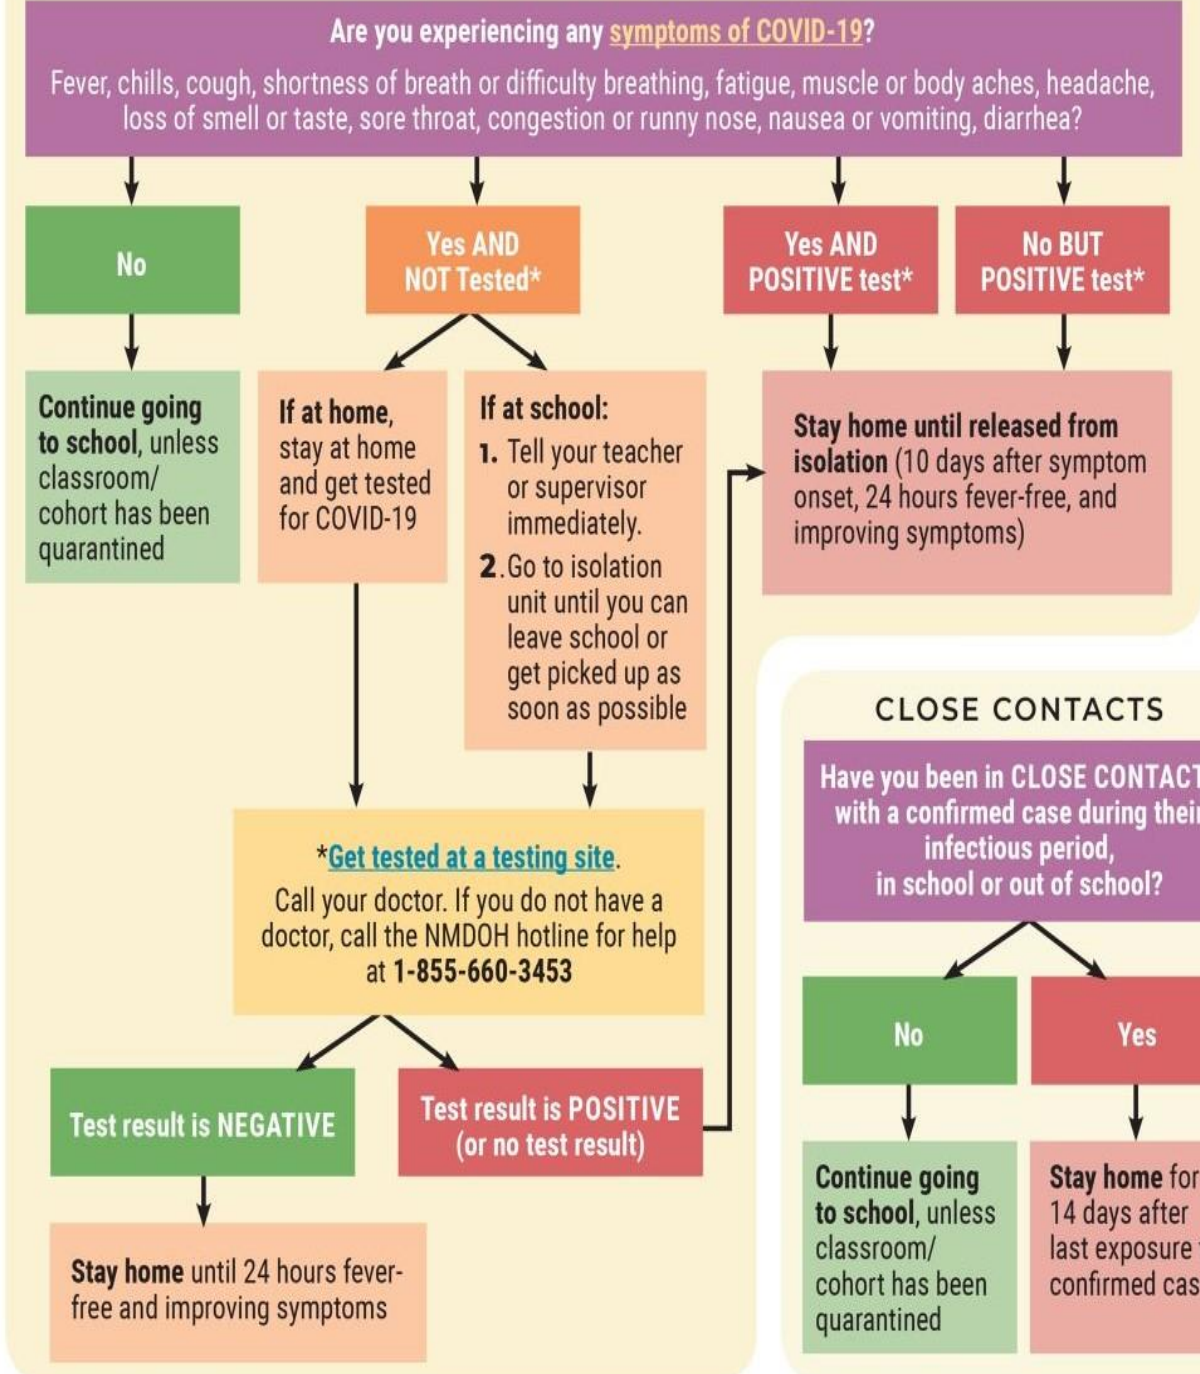 Are you experiencing any symptoms of COVID-19?
Fever, chills, cough, shortness of breath or difficulty breathing, fatigue, muscle or body aches, headache,
loss of smell or taste, sore throat, congestion or runny nose, nausea or vomiting, diarrhea?
No
Yes AND
NOT Tested*
Yes AND
POSITIVE test*
No BUT
POSITIVE test*
Continue going
to school, unless
classroom/
cohort has been
quarantined
If at home,
stay at home
and get tested
for COVID-19
If at school:
1. Tell your teacher
or supervisor
immediately.
2. Go to isolation
unit until you can
leave school or
get picked up as
soon as possible
Stay home until released from
isolation (10 days after symptom
onset, 24 hours fever-free, and
improving symptoms)
*Get tested at a testing site.
Call your doctor. If you do not have a
doctor, call the NMDOH hotline for help
at 1-855-660-3453
Test result is NEGATIVE
Test result is POSITIVE
(or no test result)
Stay home until 24 hours fever-
free and improving symptoms
CLOSE CONTACTS
Have you been in CLOSE CONTACT
with a confirmed case during their
infectious period,
in school or out of school?
No
Yes
Continue going
to school, unless
classroom/
cohort has been
quarantined
Stay home for
14 days after
last exposure
confirmed